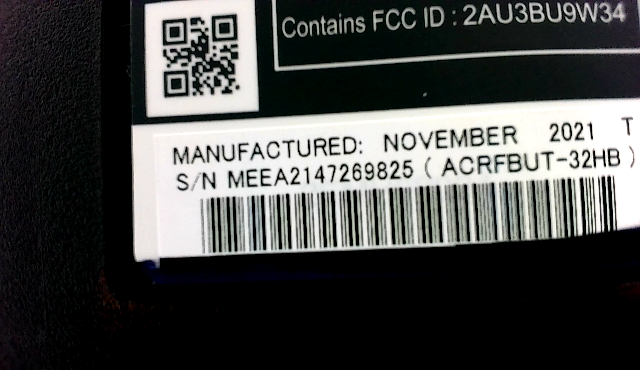 Contains FCC ID : 2AU3BU9W34
MANUFACTURED: NOVEMBER 2021 T
S/N MEEA2147269825 ( ACRFBUT-32HB )